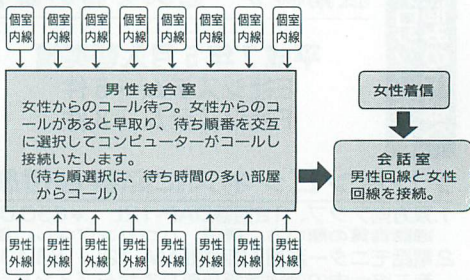 個室内線 個室内線 個室内線 個室内線 個室内線 個室内線 個室内線 個室内線
男性待合室
女性からのコール待つ。女性からのコ
ールがあると早取り、待ち順番を交互
に選択してコンピューターがコールし
接続いたします。
（待ち順選択は、待ち時間の多い部屋
からコール）
女性着信
会話室
男性回線と女性
回線を接続。
男性外線 男性外線 男性外線 男性外線 男性外線 男性外線 男性外線 男性外線